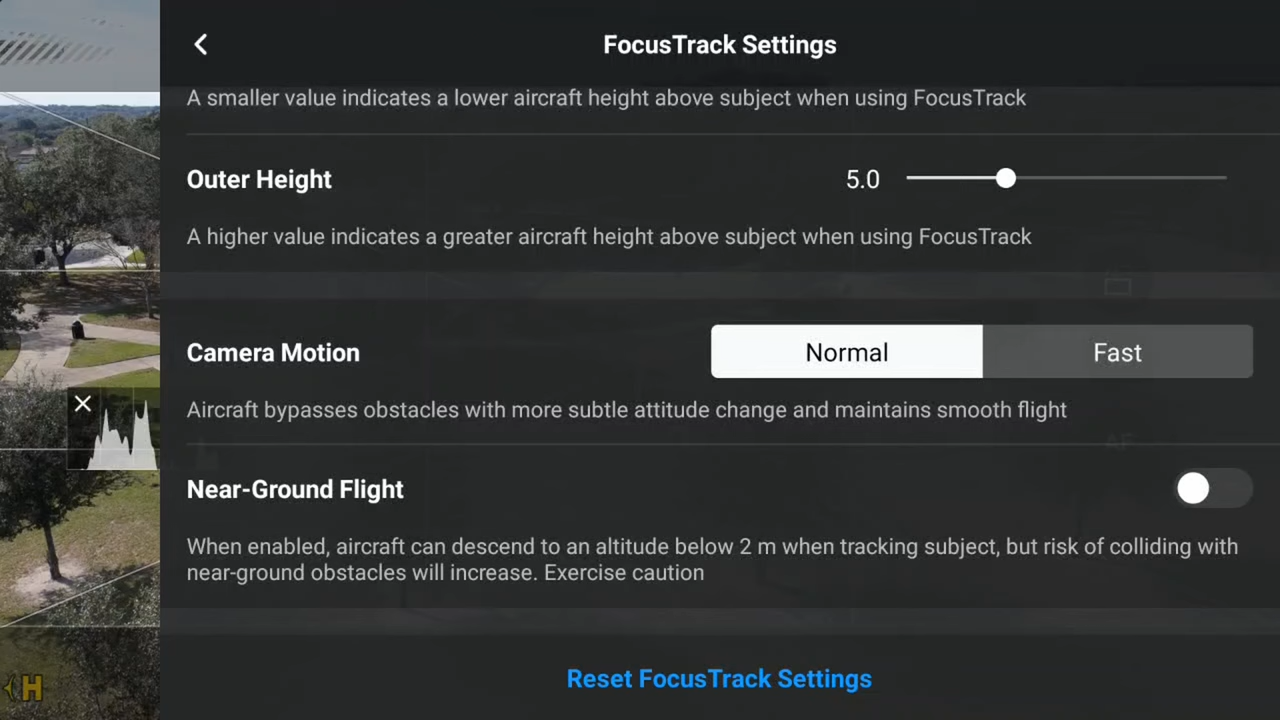 FocusTrack Settings
A smaller value indicates a lower aircraft height above subject when using FocusTrack
Outer Height
5.0
A higher value indicates a greater aircraft height above subject when using FocusTrack
Camera Motion
Normal
Fast
Aircraft bypasses obstacles with more subtle attitude change and maintains smooth flight
AF
Near-Ground Flight
When enabled, aircraft can descend to an altitude below 2 m when tracking subject, but risk of colliding with
near-ground obstacles will increase. Exercise caution
H
Reset FocusTrack Settings